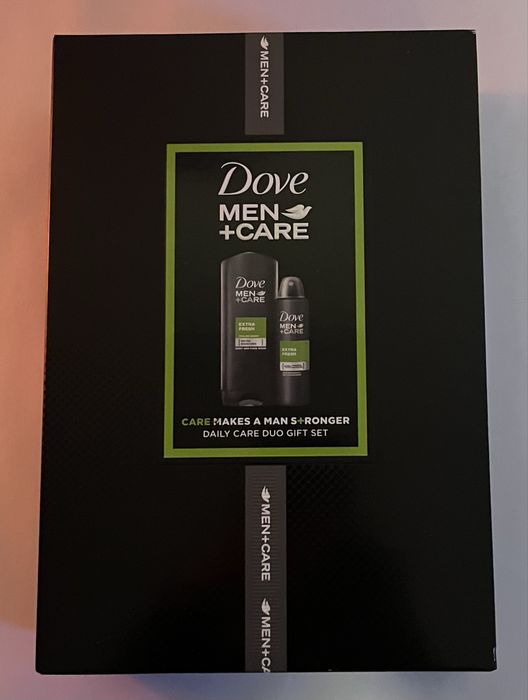 MEN+CARE
Dove
MEN
+CARE
Dove
MEN
+CARE
EXTRA
FRESH
Dove
MEN
+CARE
EXTRA
FRESH
CARE MAKES A MAN S+RONGER
DAILY CARE DUO GIFT SET
MEN+CARE
MEN+CA